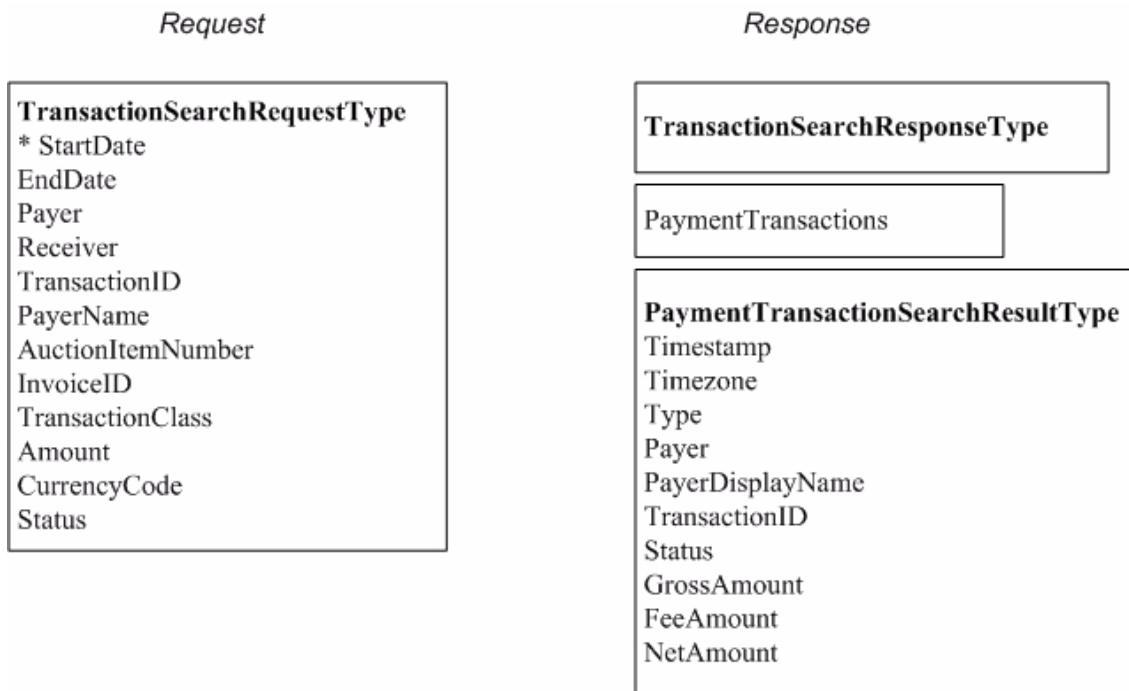 Request
TransactionSearchRequestType
* StartDate
EndDate
Payer
Receiver
TransactionID
PayerName
AuctionItemNumber
InvoiceID
TransactionClass
Amount
CurrencyCode
Status
Response
TransactionSearchResponseType
PaymentTransactions
PaymentTransactionSearchResultType
Timestamp
Timezone
Type
Payer
PayerDisplayName
TransactionID
Status
GrossAmount
FeeAmount
NetAmount